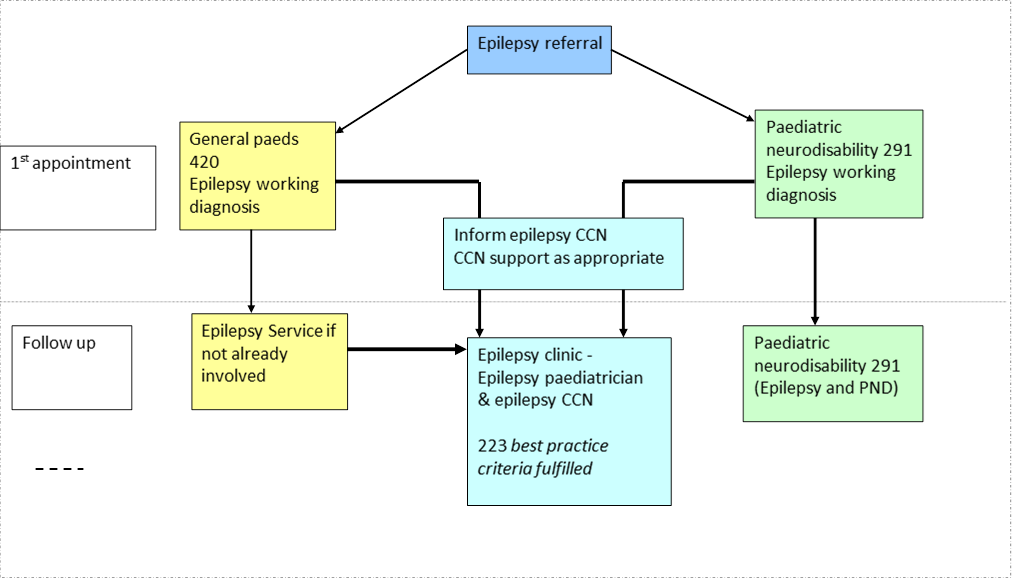 Epilepsy referral
General paeds
420
Epilepsy working
diagnosis
Paediatric
neurodisability 291
Epilepsy working
diagnosis
1st appointment
Inform epilepsy CCN
CCN support as appropriate
Follow up
Epilepsy Service if
not already
involved
Epilepsy clinic -
Epilepsy paediatrician
& epilepsy CCN
223 best practice
criteria fulfilled
Paediatric
neurodisability 291
(Epilepsy and PND)